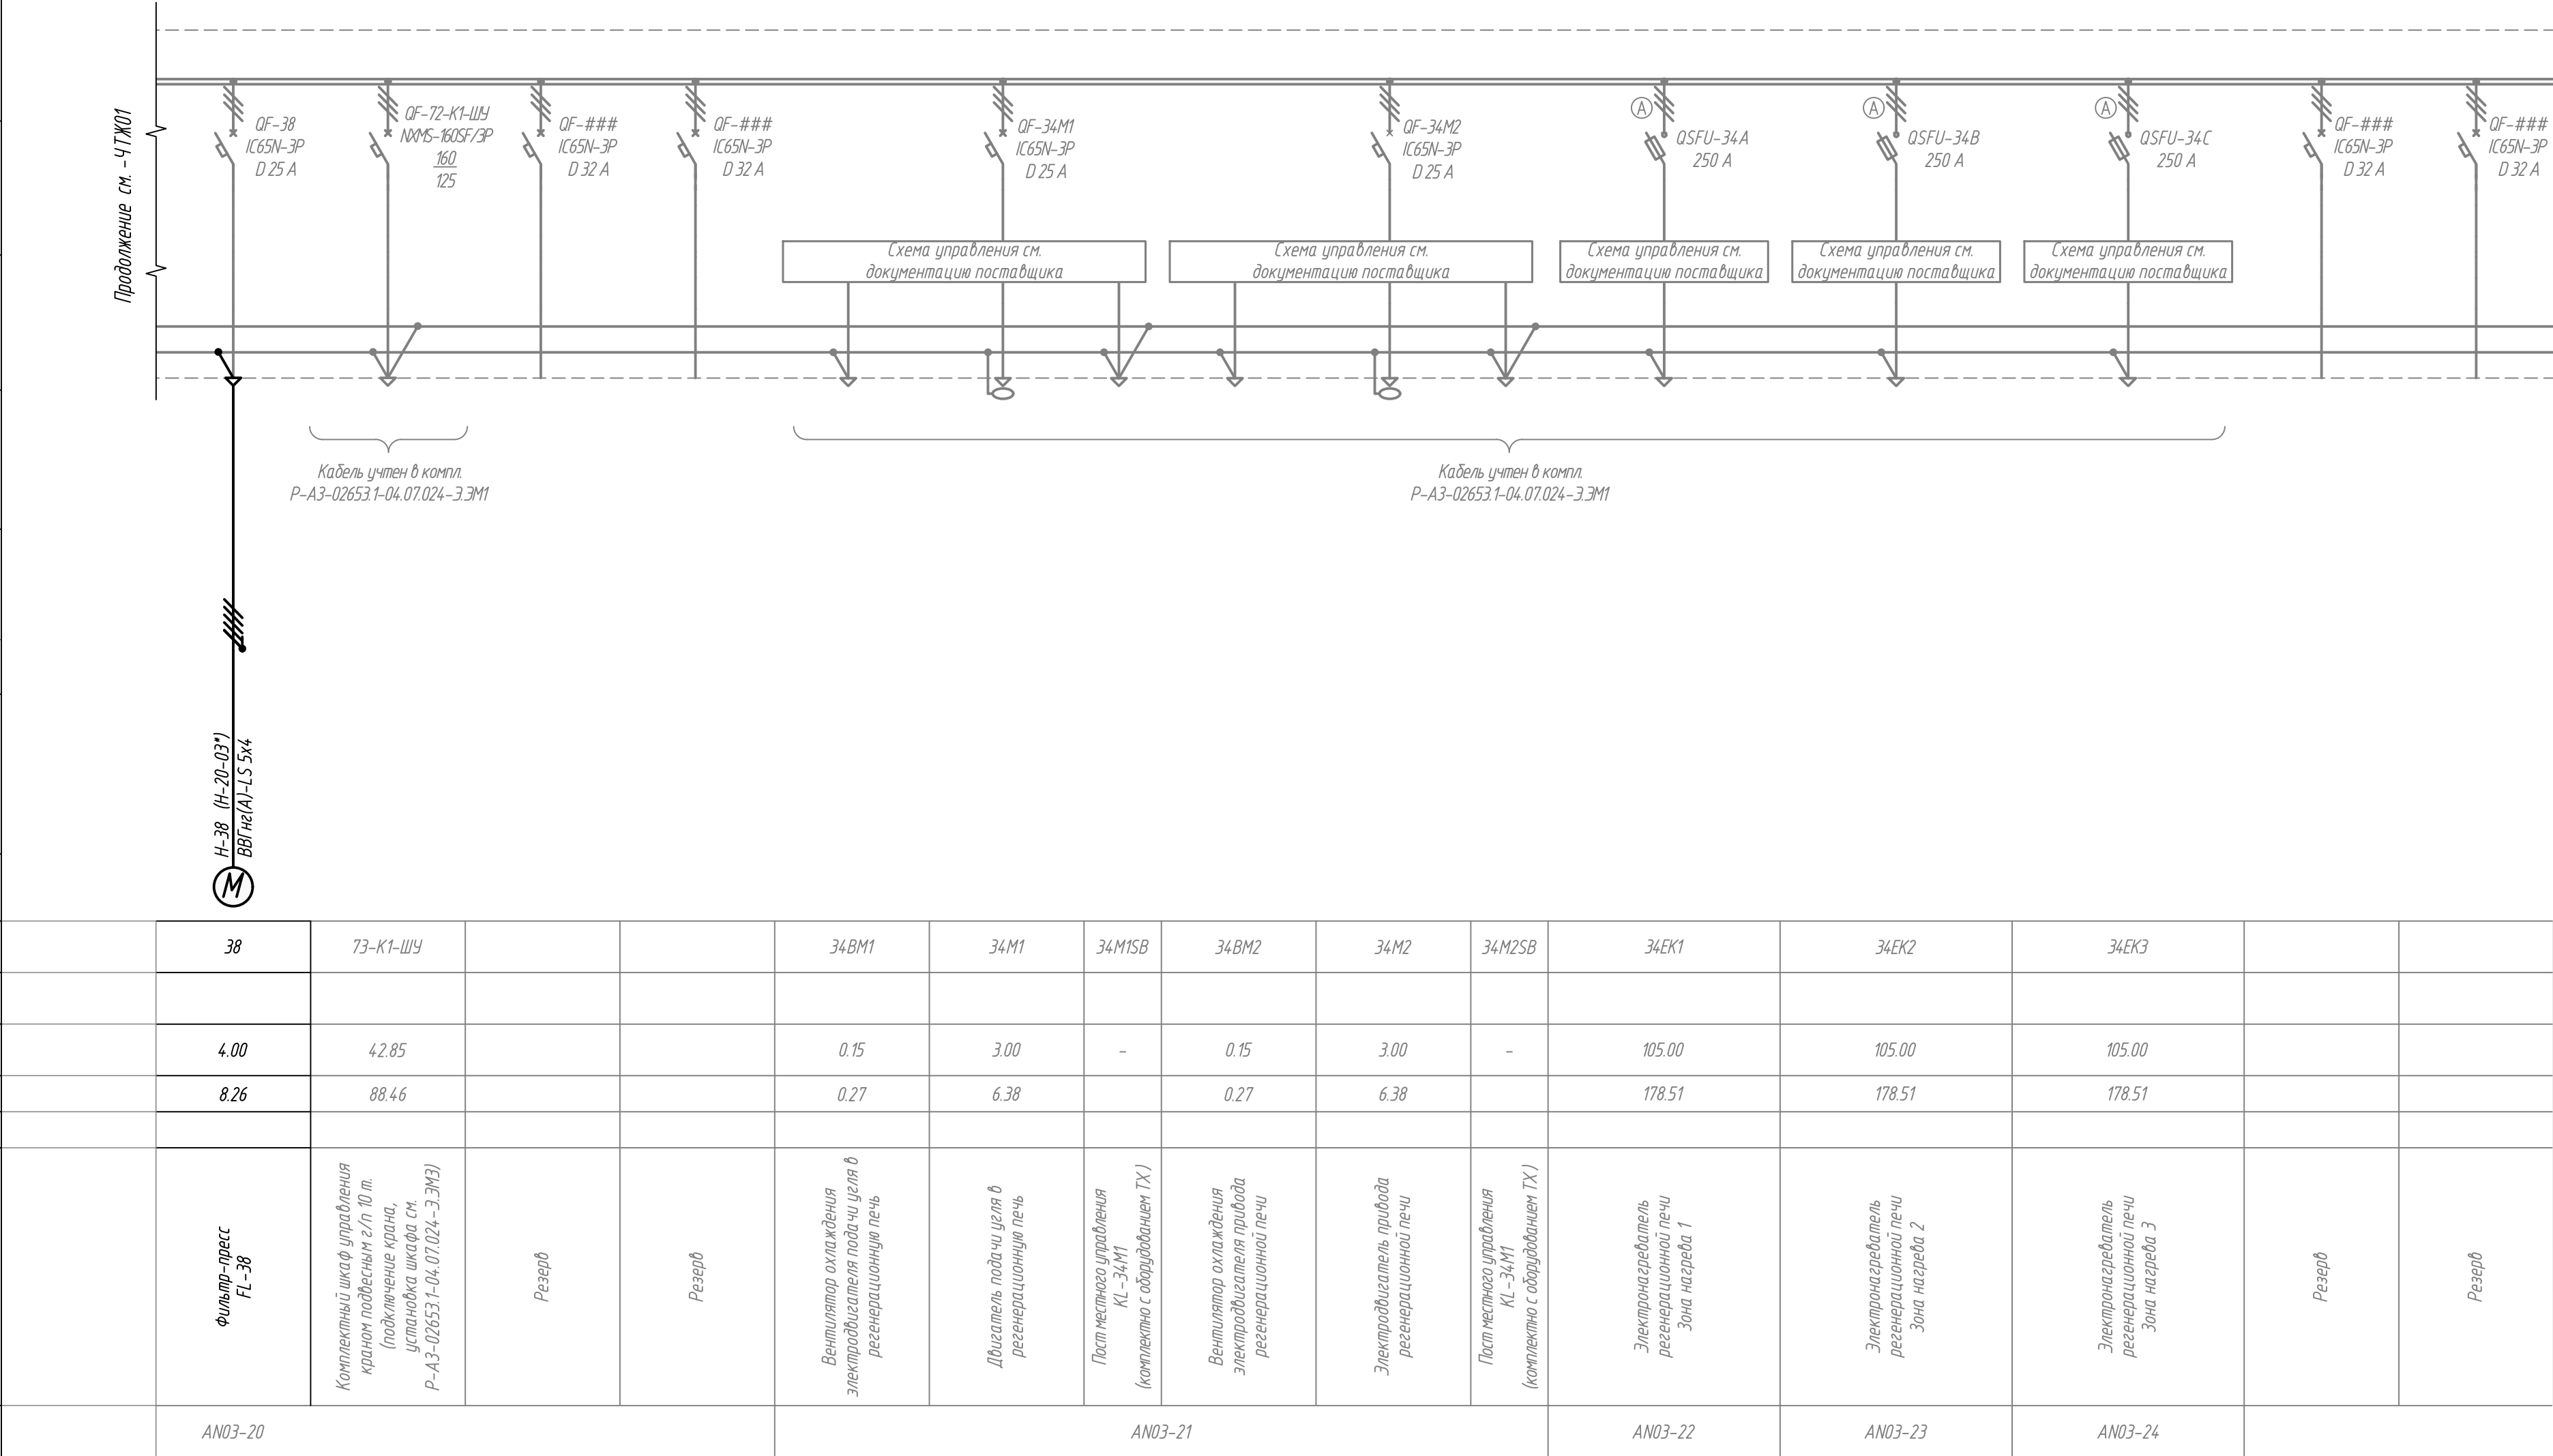 Продолжение см. -ЧТЖ01
QF-38
IC65N-3P
D 25 A
QF-72-К1-ШУ
NXMS-160SF/3P
160
125
QF-###
IC65N-3P
D 32 A
QF-###
IC65N-3P
D 32 A
QF-34M1
IC65N-3P
D 25 A
QF-34M2
IC65N-3P
D 25 A
A
QSFU-34A
250 A
A
QSFU-34B
250 A
A
QSFU-34C
250 A
QF-###
IC65N-3P
D 32 A
QF-###
IC65N-3P
D 32 A
Схема управления см.
документацию поставщика
Схема управления см.
документацию поставщика
Схема управления см.
документацию поставщика
Схема управления см.
документацию поставщика
Схема управления см.
документацию поставщика
Кабель учтен в компл.
Р-АЗ-02653.1-04.07.024-Э.ЭМ1
Кабель учтен в компл.
Р-АЗ-02653.1-04.07.024-Э.ЭМ1
Н-38 (Н-20-03*)
ВВГнг(А)-LS 5x4
M
38
73-К1-ШУ
34BM1
34M1
34M1SB
34BM2
34M2
34M2SB
34EK1
34EK2
34EK3
4.00
42.85
0.15
3.00
-
0.15
3.00
-
105.00
105.00
105.00
8.26
88.46
0.27
6.38
0.27
6.38
178.51
178.51
178.51
Фильтр-пресс
FL-38
Комплектный шкаф управления
краном подвесным г/п 10 т.
(подключение крана,
установка шкафа см.
Р-АЗ-02653.1-04.07.024-Э.ЭМ3)
Резерв
Резерв
Вентилятор охлаждения
электродвигателя подачи угля в
регенерационную печь
Двигатель подачи угля в
регенерационную печь
Пост местного управления
KL-34M1
(комплектно с оборудованием ТХ)
Вентилятор охлаждения
электродвигателя привода
регенерационной печи
Электродвигатель привода
регенерационной печи
Пост местного управления
KL-34M1
(комплектно с оборудованием ТХ)
Электронагреватель
регенерационной печи
Зона нагрева 1
Электронагреватель
регенерационной печи
Зона нагрева 2
Электронагреватель
регенерационной печи
Зона нагрева 3
Резерв
Резерв
AN03-20
AN03-21
AN03-22
AN03-23
AN03-24